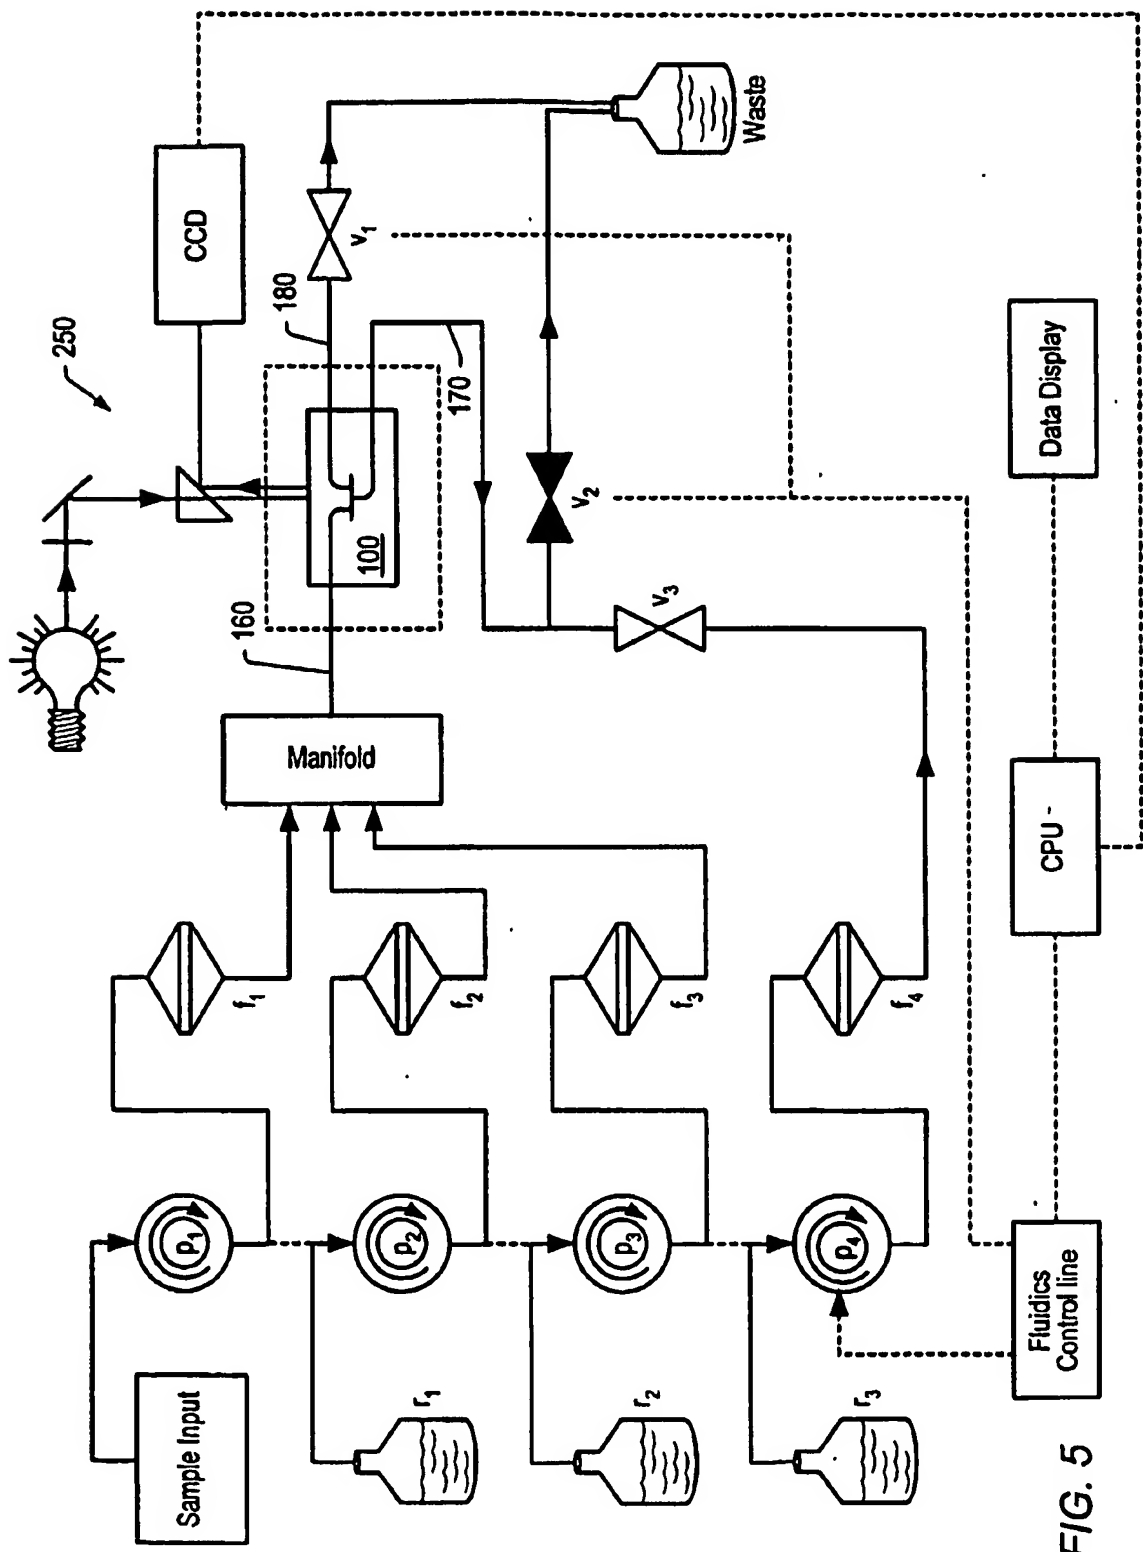 250
CCD
180
V1
Waste
160
100
170
Manifold
V2
V3
f1
f2
f3
f4
Sample Input
p1
p2
p3
p4
r1
r2
r3
Fluidics
Control line
CPU -
Data Display
FIG. 5